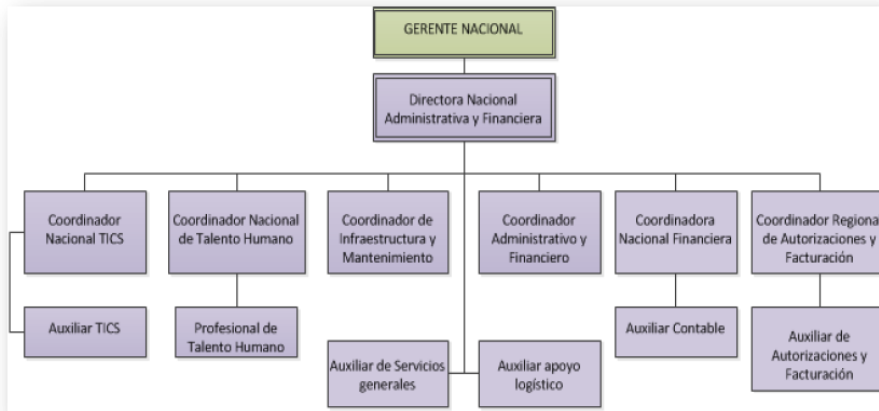 GERENTE NACIONAL
Directora Nacional
Administrativa y Financiera
Coordinador
Nacional TICS
Coordinador Nacional
de Talento Humano
Coordinador de
Infraestructura y
Mantenimiento
Coordinador
Administrativo y
Financiero
Coordinadora
Nacional Financiera
Coordinador Regional
de Autorizaciones y
Facturación
Auxiliar TICS
Profesional de
Talento Humano
Auxiliar Contable
Auxiliar de
Autorizaciones y
Facturación
Auxiliar de Servicios
generales
Auxiliar apoyo
logístico